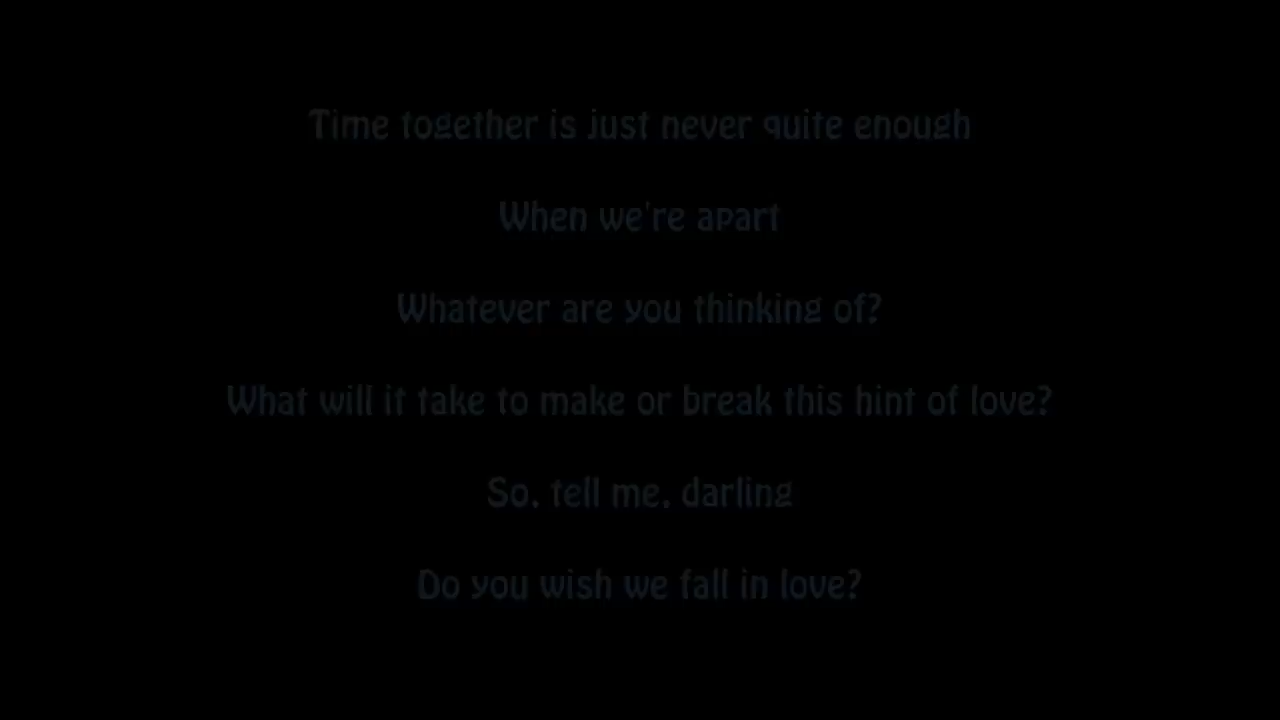 Time together is just never quite enough
When we're apart
Whatever are you thinking of?
What will it take to make or break this hint of love?
So, tell me, darling
Do you wish we fall in love?